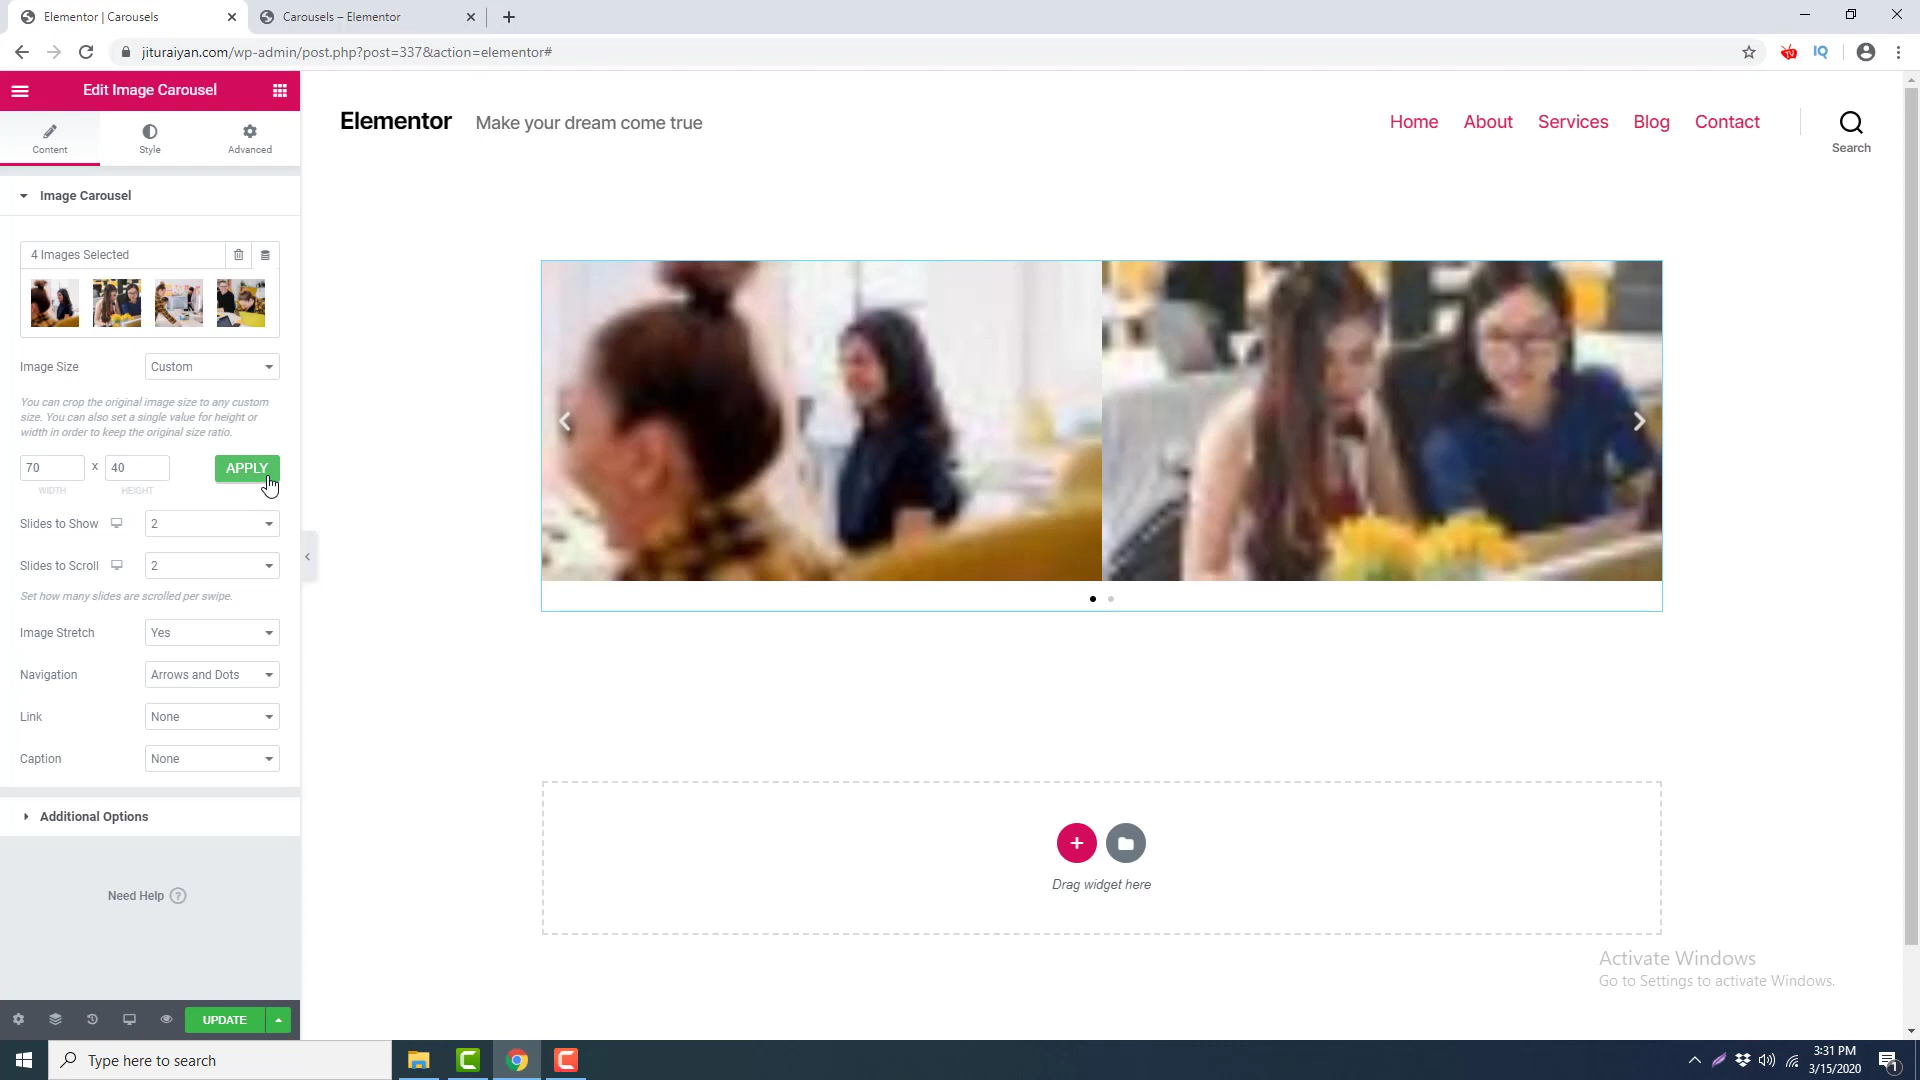 Elementor | Carousels
Carousels – Elementor
jituraiyan.com/wp-admin/post.php?post=337&action=elementor#
Edit Image Carousel
Content
Style
Advanced
Image Carousel
4 Images Selected
Image Size
Custom
You can crop the original image size to any custom
size. You can also set a single value for height or
width in order to keep the original size ratio.
70 x 40
APPLY
WIDTH
HEIGHT
Slides to Show
2
Slides to Scroll
2
Set how many slides are scrolled per swipe.
Image Stretch
Yes
Navigation
Arrows and Dots
Link
None
Caption
None
Additional Options
Need Help ?
UPDATE
Elementor
Make your dream come true
Home
About
Services
Blog
Contact
Search
Drag widget here
Activate Windows
Go to Settings to activate Windows.
Type here to search
3:31 PM
3/15/2020
1